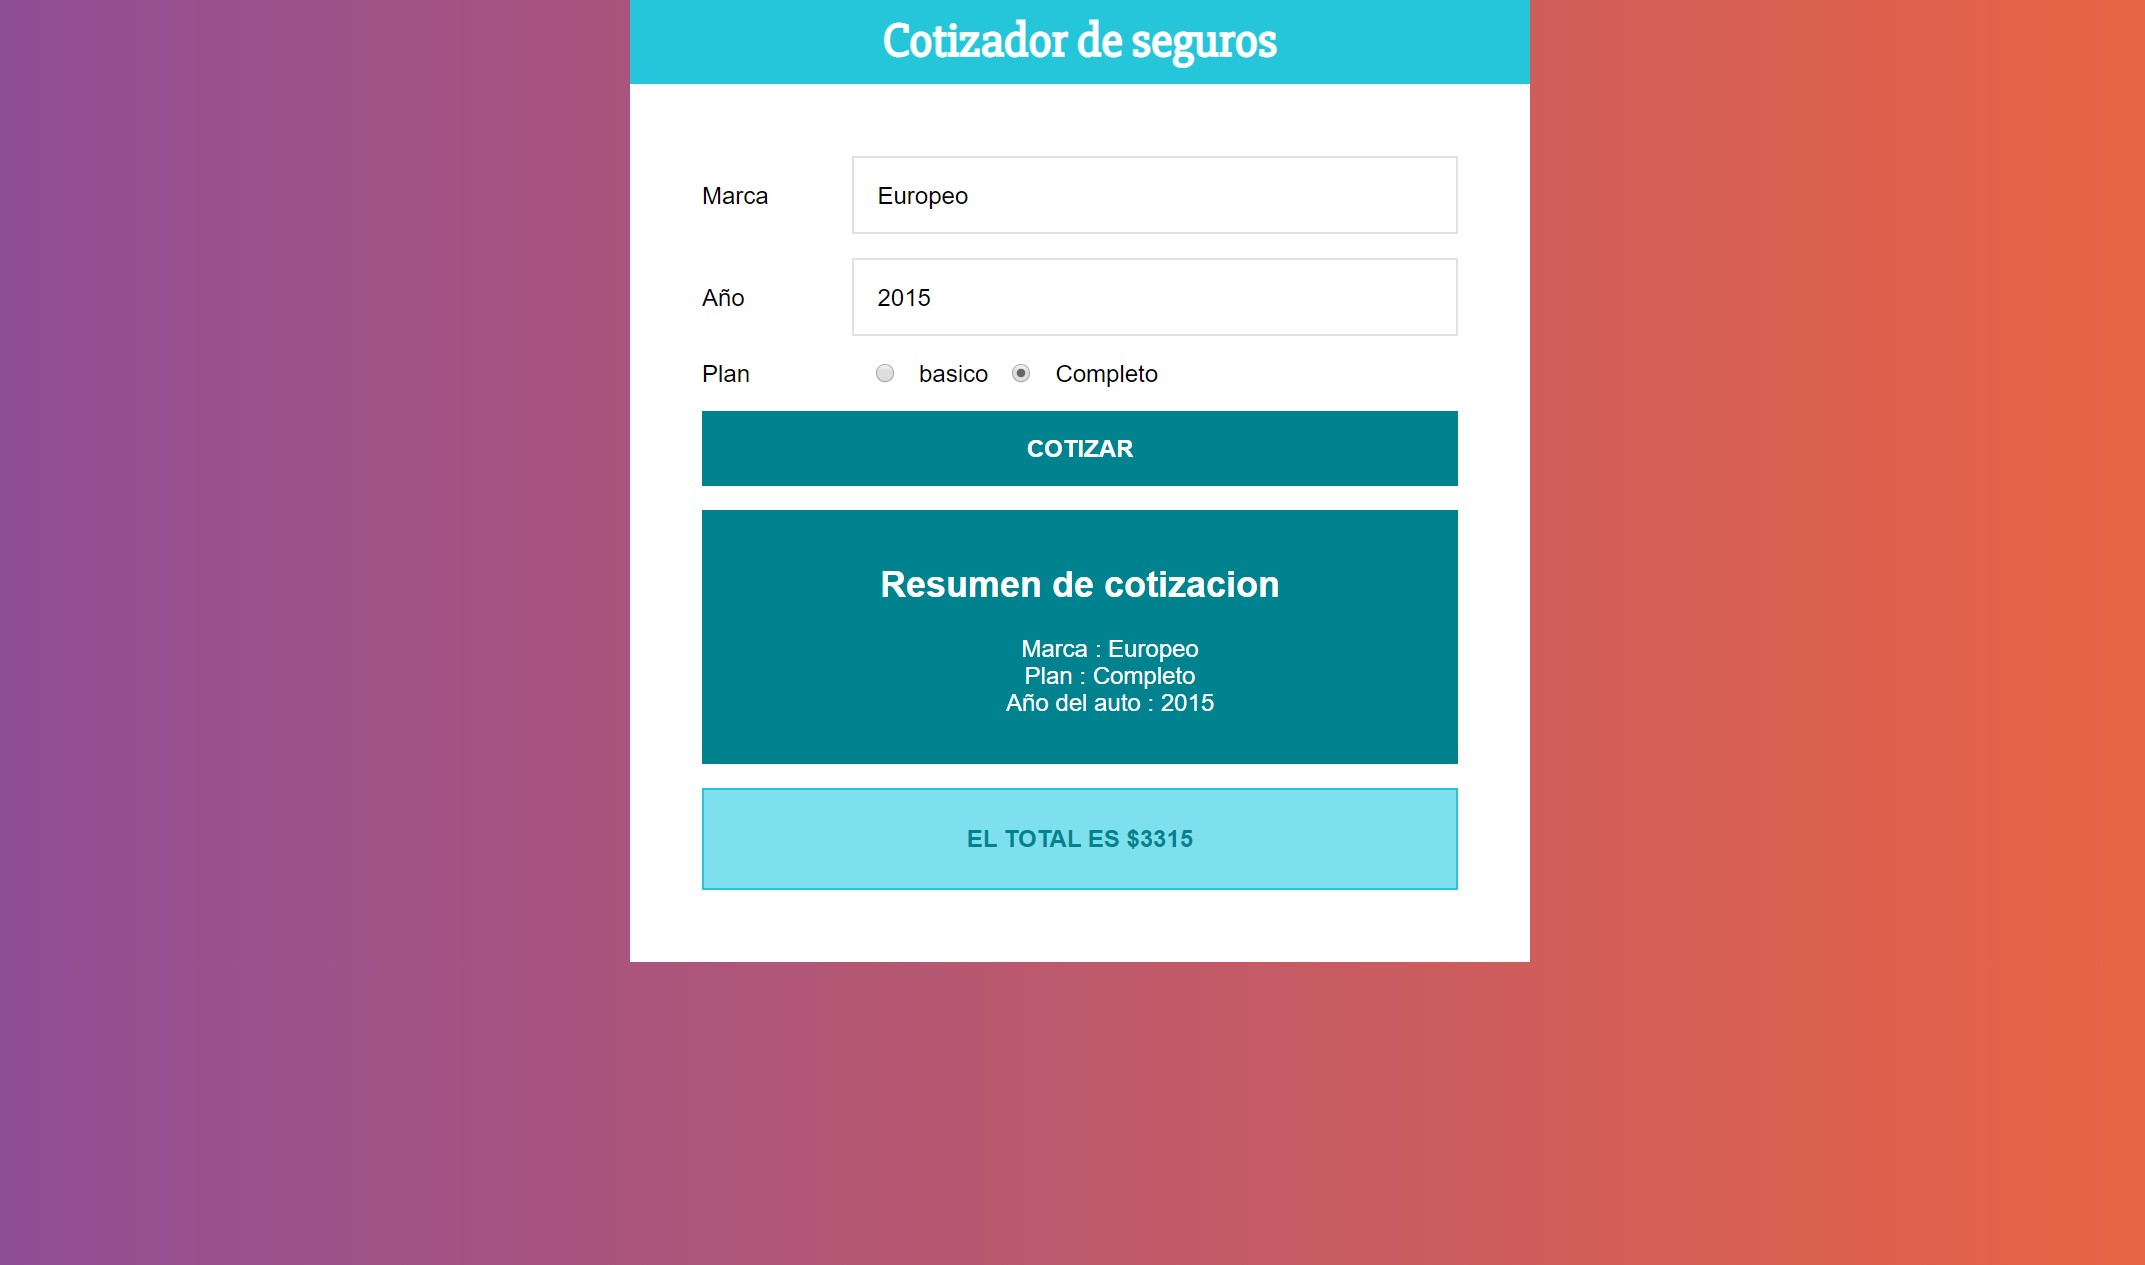 Cotizador de seguros
Marca Europeo
Año 2015
Plan basico Completo
COTIZAR
Resumen de cotizacion
Marca : Europeo
Plan : Completo
Año del auto : 2015
EL TOTAL ES $3315